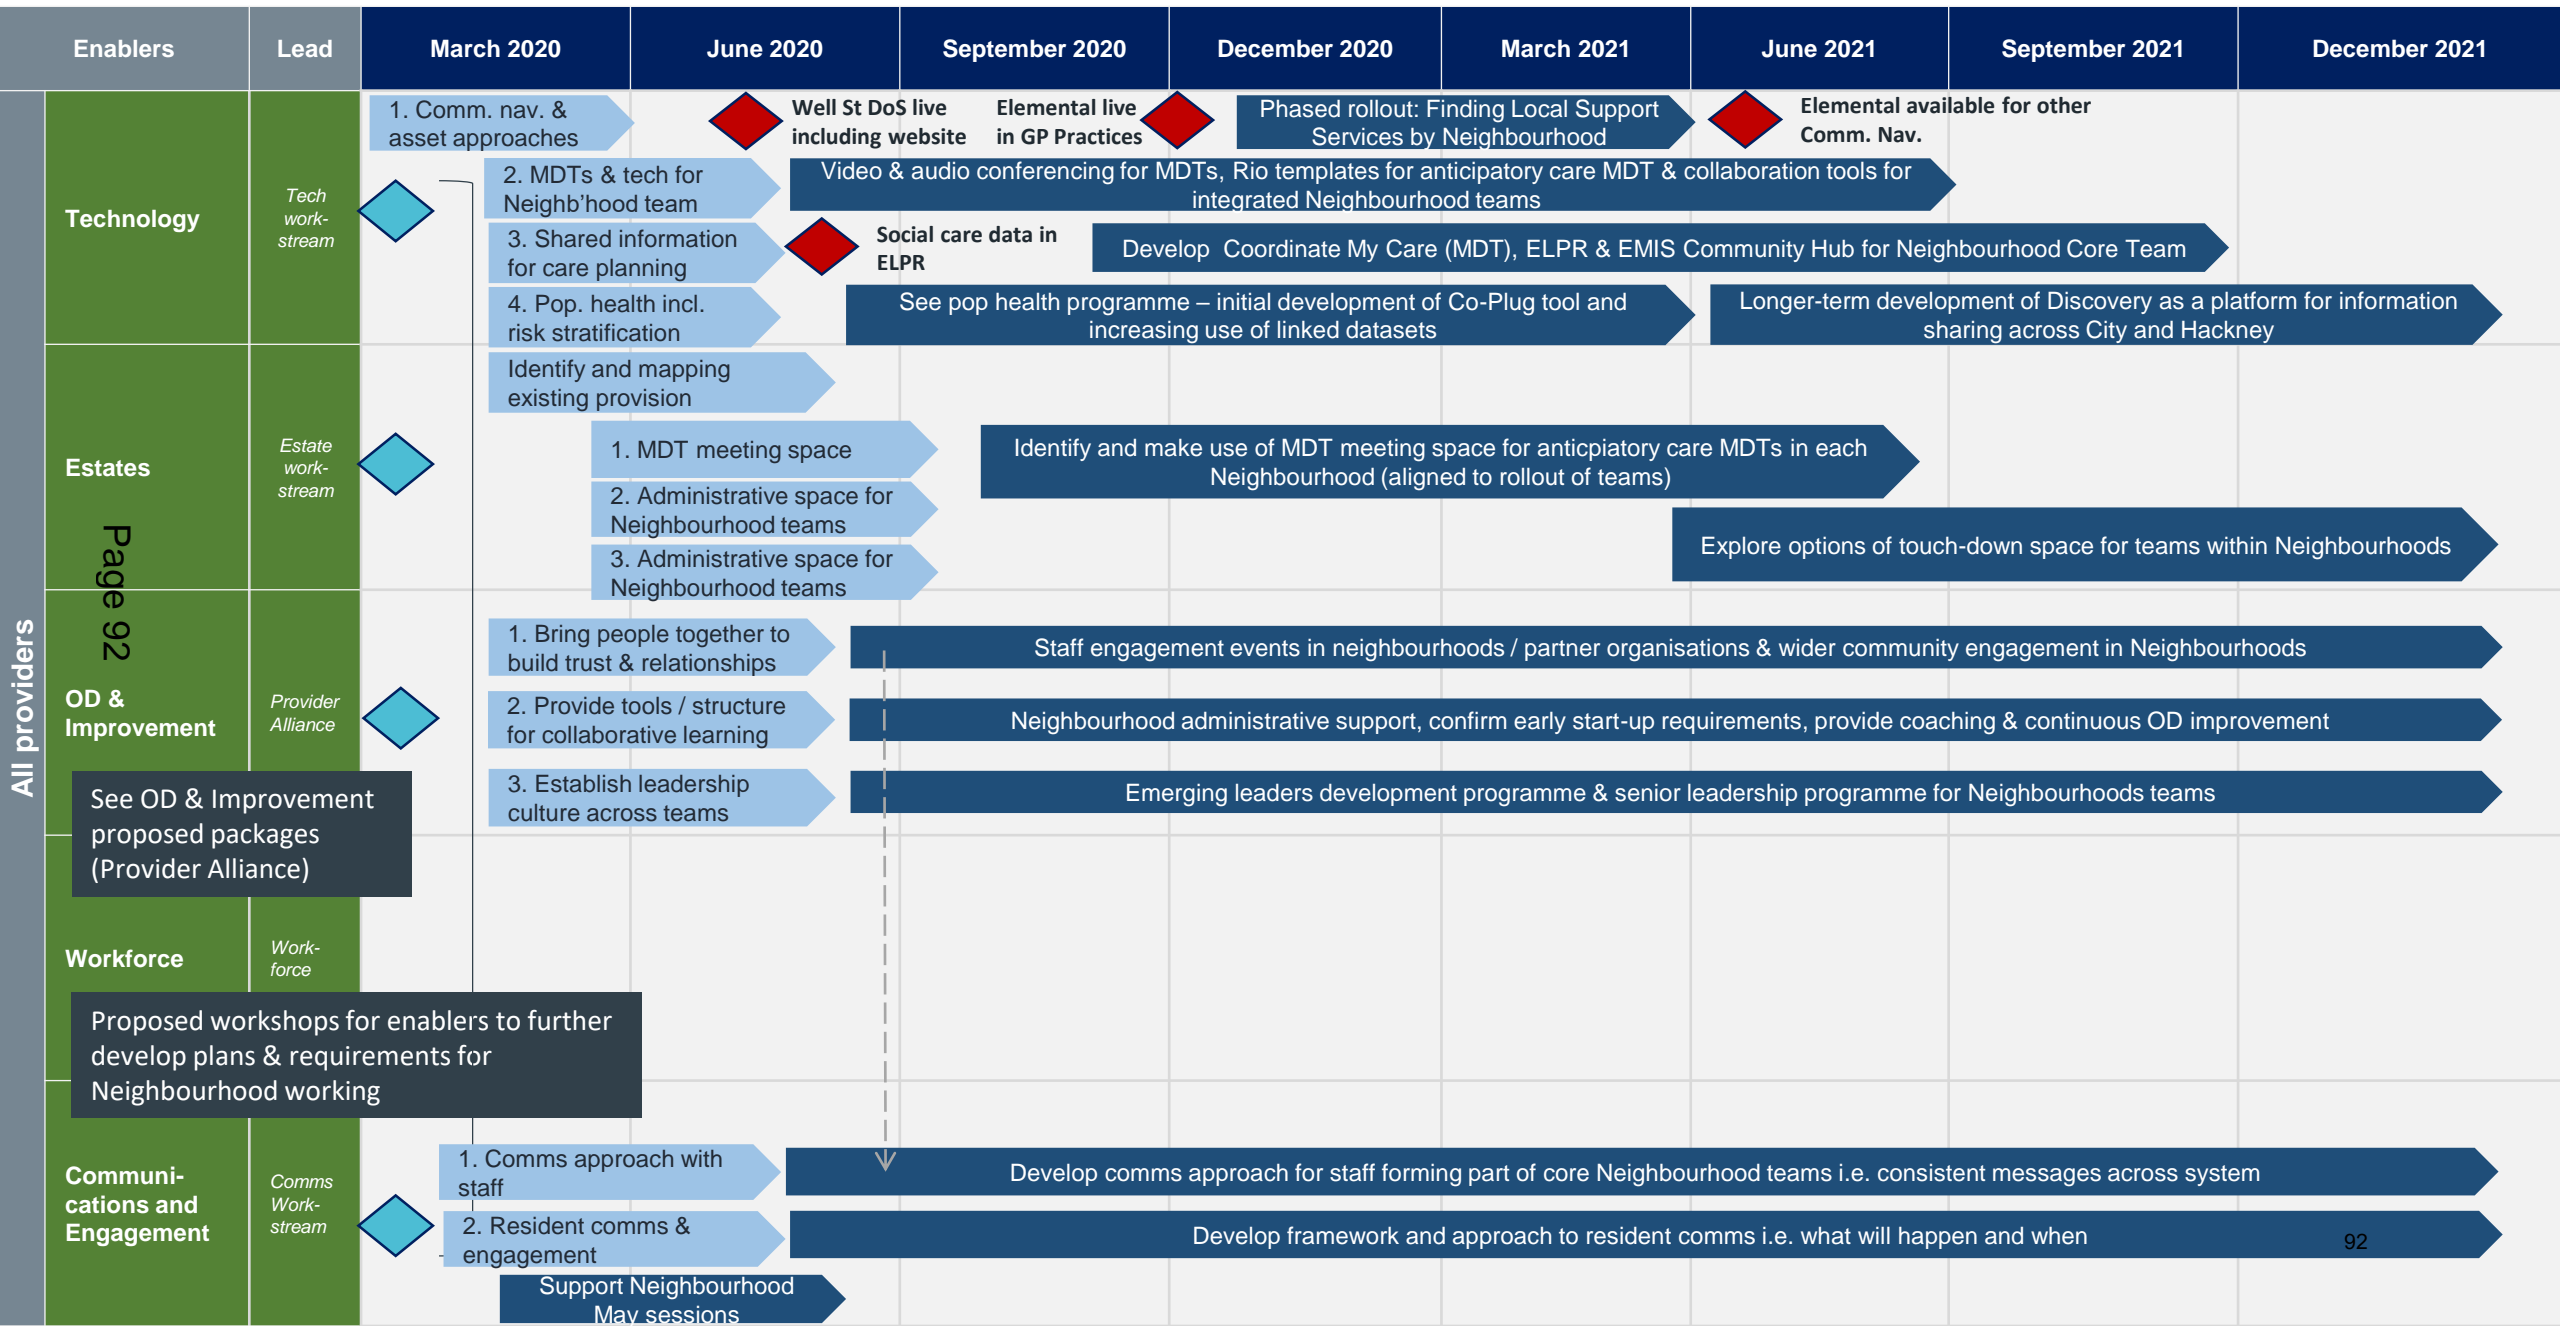 Enablers
Lead
March 2020
June 2020
September 2020
December 2020
March 2021
June 2021
September 2021
December 2021
All providers
Page 92
Technology
Tech
work-
stream
1. Comm. nav. &
asset approaches
Well St DoS live
including website
Elemental live
in GP Practices
Phased rollout: Finding Local Support
Services by Neighbourhood
Elemental available for other
Comm. Nav.
2. MDTs & tech for
Neighb’hood team
Video & audio conferencing for MDTs, Rio templates for anticipatory care MDT & collaboration tools for
integrated Neighbourhood teams
3. Shared information
for care planning
Social care data in
ELPR
Develop  Coordinate My Care (MDT), ELPR & EMIS Community Hub for Neighbourhood Core Team
4. Pop. health incl.
risk stratification
See pop health programme – initial development of Co-Plug tool and
increasing use of linked datasets
Longer-term development of Discovery as a platform for information
sharing across City and Hackney
Estates
Estate
work-
stream
Identify and mapping
existing provision
1. MDT meeting space
Identify and make use of MDT meeting space for anticpiatory care MDTs in each
Neighbourhood (aligned to rollout of teams)
2. Administrative space for
Neighbourhood teams
3. Administrative space for
Neighbourhood teams
Explore options of touch-down space for teams within Neighbourhoods
OD &
Improvement
Provider
Alliance
1. Bring people together to
build trust & relationships
Staff engagement events in neighbourhoods / partner organisations & wider community engagement in Neighbourhoods
2. Provide tools / structure
for collaborative learning
Neighbourhood administrative support, confirm early start-up requirements, provide coaching & continuous OD improvement
3. Establish leadership
culture across teams
Emerging leaders development programme & senior leadership programme for Neighbourhoods teams
See OD & Improvement
proposed packages
(Provider Alliance)
Workforce
Work-
force
Proposed workshops for enablers to further
develop plans & requirements for
Neighbourhood working
Communi-
cations and
Engagement
Comms
Work-
stream
1. Comms approach with
staff
Develop comms approach for staff forming part of core Neighbourhood teams i.e. consistent messages across system
2. Resident comms &
engagement
Develop framework and approach to resident comms i.e. what will happen and when
92
Support Neighbourhood
May sessions